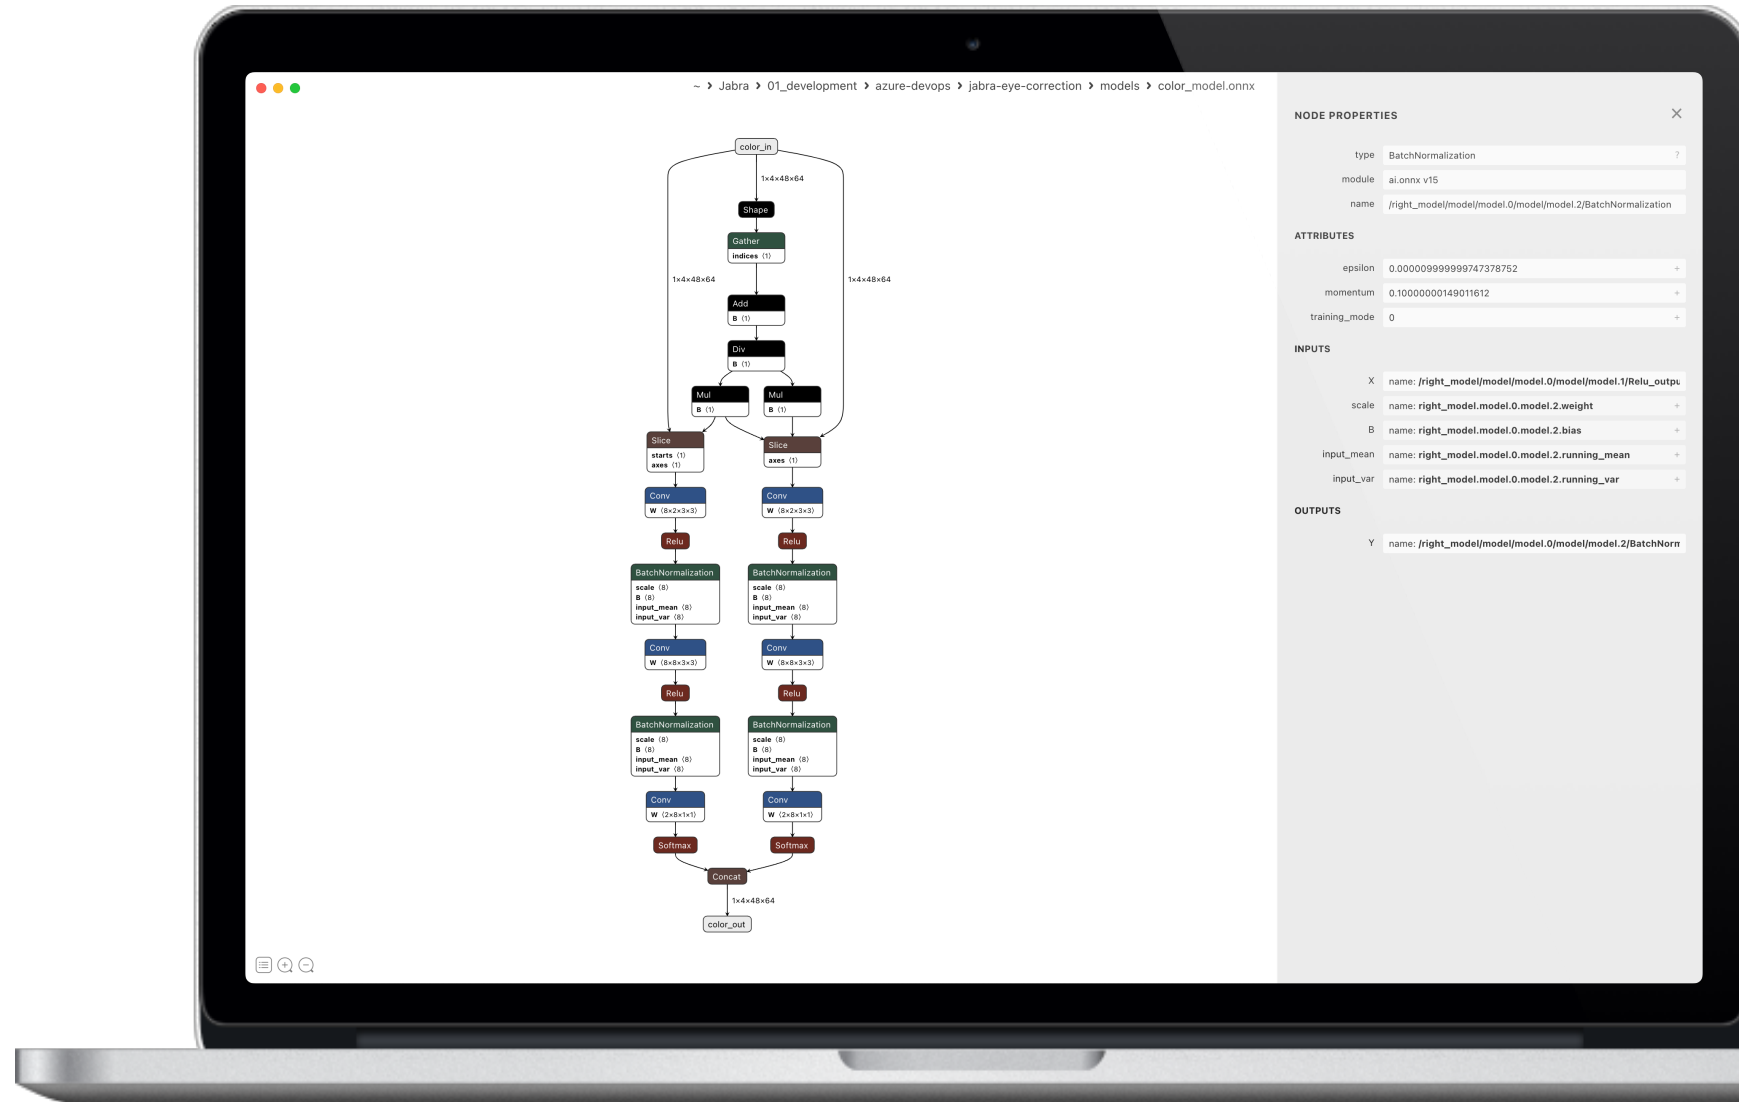 ~ › Jabra › 01_development › azure-devops › jabra-eye-correction › models › color_model.onnx
color_in
1×4×48×64
Shape
Gather
indices ⟨1⟩
1×4×48×64
1×4×48×64
Add
B ⟨1⟩
Div
B ⟨1⟩
Mul
B ⟨1⟩
Mul
B ⟨1⟩
Slice
starts ⟨1⟩
axes ⟨1⟩
Slice
axes ⟨1⟩
Conv
W ⟨8×2×3×3⟩
Conv
W ⟨8×2×3×3⟩
Relu
Relu
BatchNormalization
scale ⟨8⟩
B ⟨8⟩
input_mean ⟨8⟩
input_var ⟨8⟩
BatchNormalization
scale ⟨8⟩
B ⟨8⟩
input_mean ⟨8⟩
input_var ⟨8⟩
Conv
W ⟨8×8×3×3⟩
Conv
W ⟨8×8×3×3⟩
Relu
Relu
BatchNormalization
scale ⟨8⟩
B ⟨8⟩
input_mean ⟨8⟩
input_var ⟨8⟩
BatchNormalization
scale ⟨8⟩
B ⟨8⟩
input_mean ⟨8⟩
input_var ⟨8⟩
Conv
W ⟨2×8×1×1⟩
Conv
W ⟨2×8×1×1⟩
Softmax
Softmax
Concat
1×4×48×64
color_out
NODE PROPERTIES
type BatchNormalization ?
module ai.onnx v15
name /right_model/model/model.0/model/model.2/BatchNormalization
ATTRIBUTES
epsilon 0.000009999999747378752 +
momentum 0.10000000149011612 +
training_mode 0 +
INPUTS
X name: /right_model/model/model.0/model/model.1/Relu_outpu
scale name: right_model.model.0.model.2.weight +
B name: right_model.model.0.model.2.bias +
input_mean name: right_model.model.0.model.2.running_mean +
input_var name: right_model.model.0.model.2.running_var +
OUTPUTS
Y name: /right_model/model/model.0/model/model.2/BatchNorm